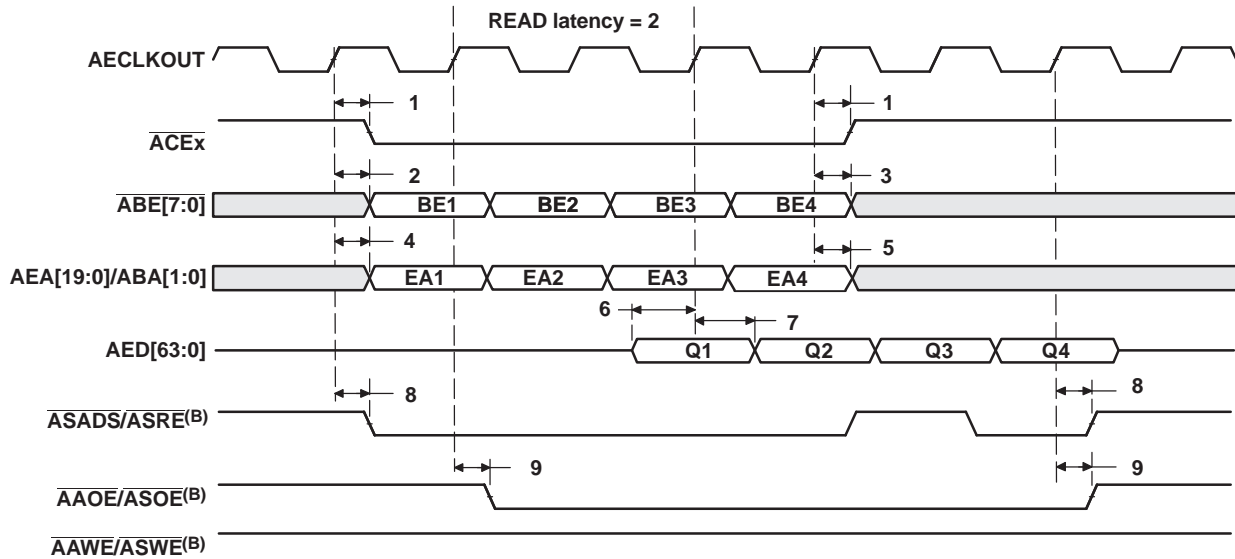 READ latency = 2
AECLKOUT
1 1
ACEx
2 3
ABE[7:0] BE1 BE2 BE3 BE4
4 5
AEA[19:0]/ABA[1:0] EA1 EA2 EA3 EA4
6 7
AED[63:0] Q1 Q2 Q3 Q4
8 8
ASADS/ASRE(B)
9 9
AAOE/ASOE(B)
AAWE/ASWE(B)